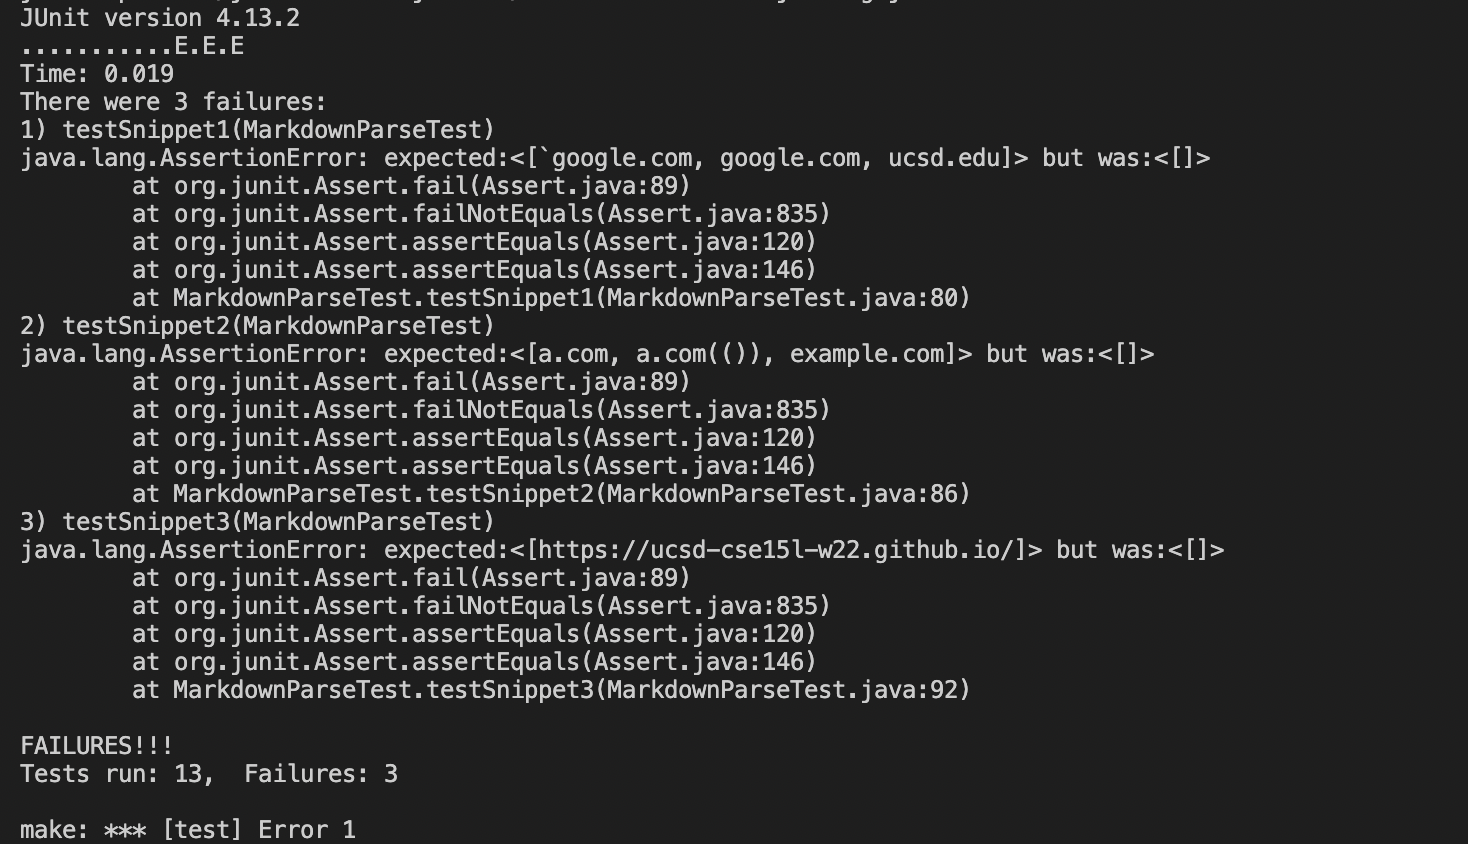 JUnit version 4.13.2
...........E.E.E
Time: 0.019
There were 3 failures:
1) testSnippet1(MarkdownParseTest)
java.lang.AssertionError: expected:<[`google.com, google.com, ucsd.edu]> but was:<[]>
        at org.junit.Assert.fail(Assert.java:89)
        at org.junit.Assert.failNotEquals(Assert.java:835)
        at org.junit.Assert.assertEquals(Assert.java:120)
        at org.junit.Assert.assertEquals(Assert.java:146)
        at MarkdownParseTest.testSnippet1(MarkdownParseTest.java:80)
2) testSnippet2(MarkdownParseTest)
java.lang.AssertionError: expected:<[a.com, a.com(()), example.com]> but was:<[]>
        at org.junit.Assert.fail(Assert.java:89)
        at org.junit.Assert.failNotEquals(Assert.java:835)
        at org.junit.Assert.assertEquals(Assert.java:120)
        at org.junit.Assert.assertEquals(Assert.java:146)
        at MarkdownParseTest.testSnippet2(MarkdownParseTest.java:86)
3) testSnippet3(MarkdownParseTest)
java.lang.AssertionError: expected:<[https://ucsd-cse15l-w22.github.io/]> but was:<[]>
        at org.junit.Assert.fail(Assert.java:89)
        at org.junit.Assert.failNotEquals(Assert.java:835)
        at org.junit.Assert.assertEquals(Assert.java:120)
        at org.junit.Assert.assertEquals(Assert.java:146)
        at MarkdownParseTest.testSnippet3(MarkdownParseTest.java:92)

FAILURES!!!
Tests run: 13,  Failures: 3

make: *** [test] Error 1